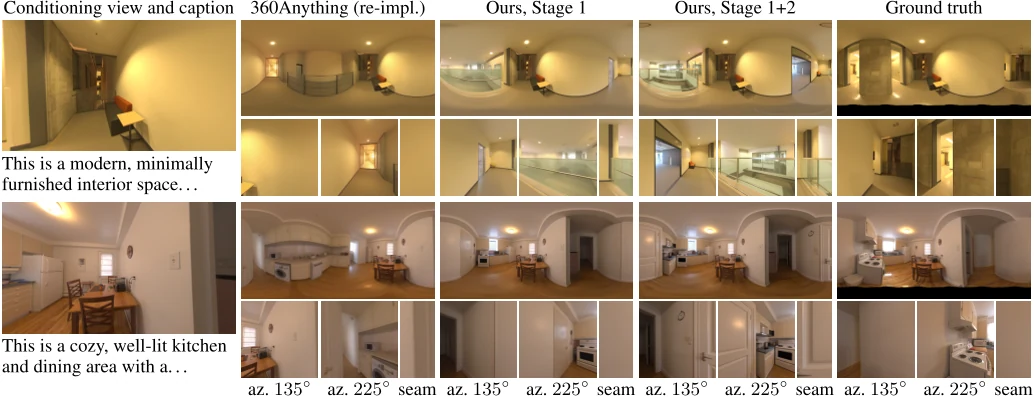 Conditioning view and caption
360Anything (re-impl.)
Ours, Stage 1
Ours, Stage 1+2
Ground truth
This is a modern, minimally
furnished interior space...
This is a cozy, well-lit kitchen
and dining area with a...
az. 135° az. 225° seam
az. 135° az. 225° seam
az. 135° az. 225° seam
az. 135° az. 225° seam